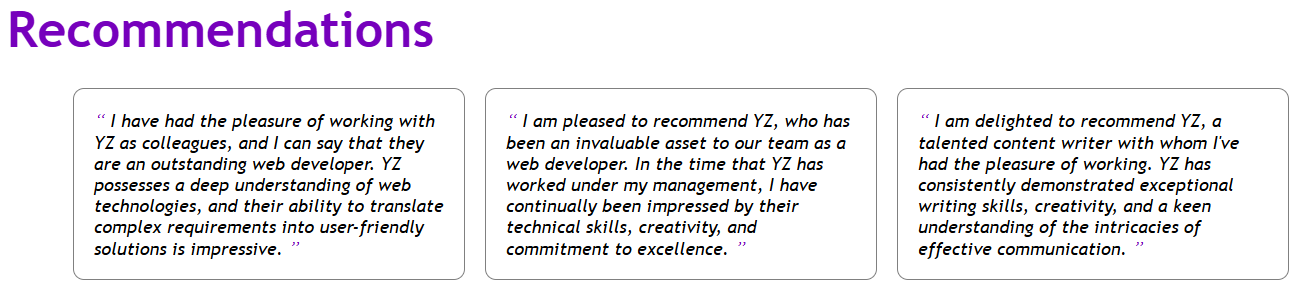 Recommendations
“ I have had the pleasure of working with
YZ as colleagues, and I can say that they
are an outstanding web developer. YZ
possesses a deep understanding of web
technologies, and their ability to translate
complex requirements into user-friendly
solutions is impressive. ”
“ I am pleased to recommend YZ, who has
been an invaluable asset to our team as a
web developer. In the time that YZ has
worked under my management, I have
continually been impressed by their
technical skills, creativity, and
commitment to excellence. ”
“ I am delighted to recommend YZ, a
talented content writer with whom I've
had the pleasure of working. YZ has
consistently demonstrated exceptional
writing skills, creativity, and a keen
understanding of the intricacies of
effective communication. ”